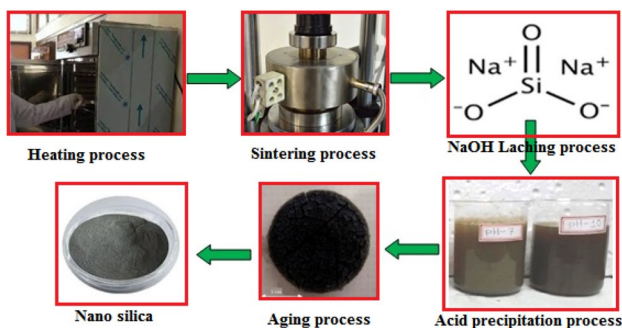 Heating process
Sintering process
O
Na⁺ Na⁺
Si
⁻O O⁻
NaOH Laching process
PH-7
PH-10
Nano silica
Aging process
Acid precipitation process